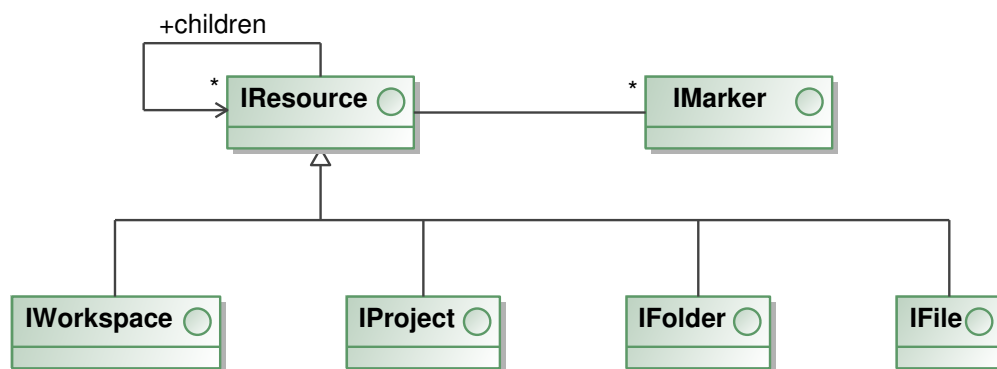 +children
*
IResource
*
IMarker
IWorkspace
IProject
IFolder
IFile